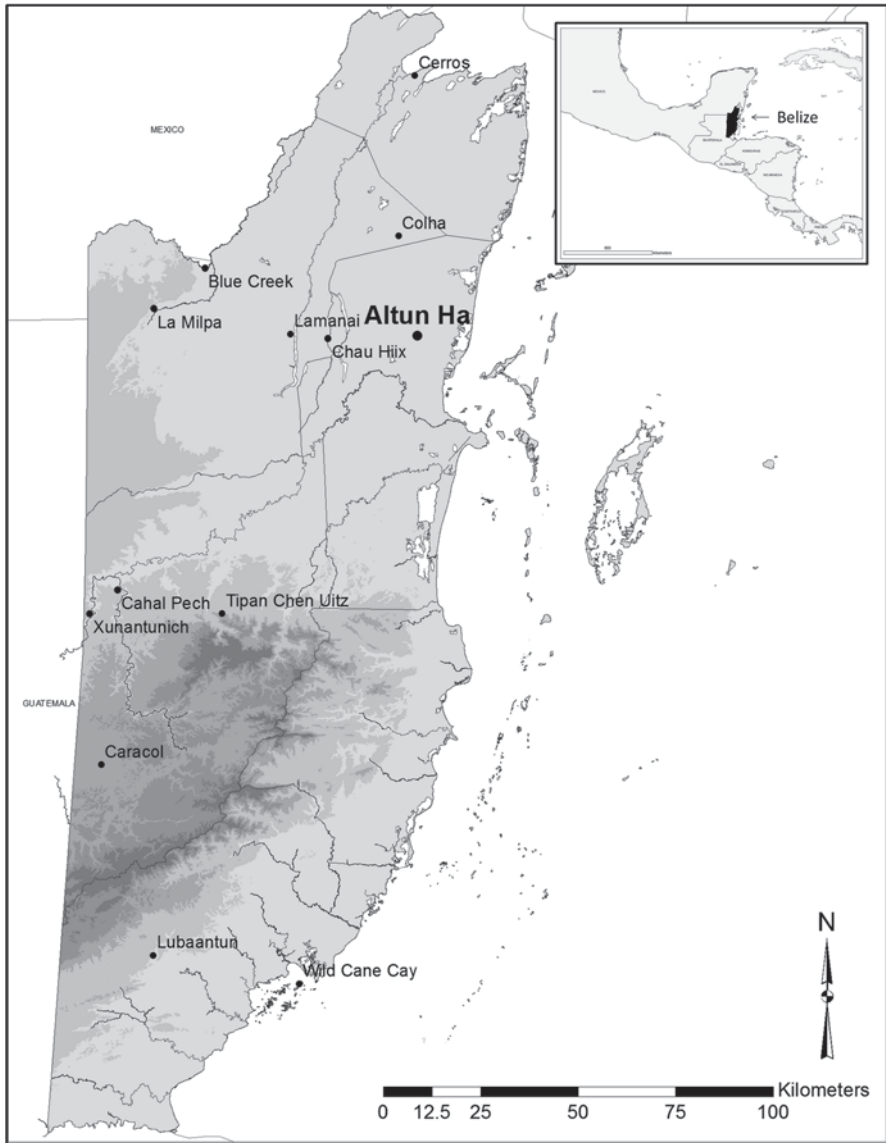 Cerros
MEXICO
Belize
MEXICO
Colha
Blue Creek
La Milpa
Lamanai
Altun Ha
Chau Hiix
Cahal Pech
Tipan Chen Uitz
Xunantunich
GUATEMALA
Caracol
Lubaantun
Wild Cane Cay
N
Kilometers
0 12.5 25 50 75 100